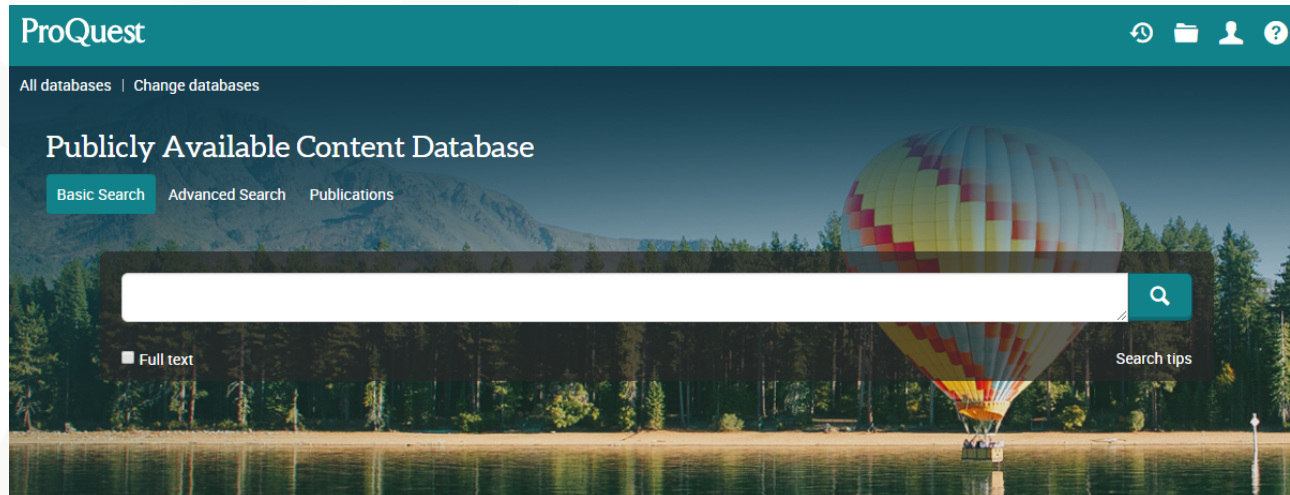 ProQuest
All databases | Change databases
Publicly Available Content Database
Basic Search Advanced Search Publications
Full text
Search tips